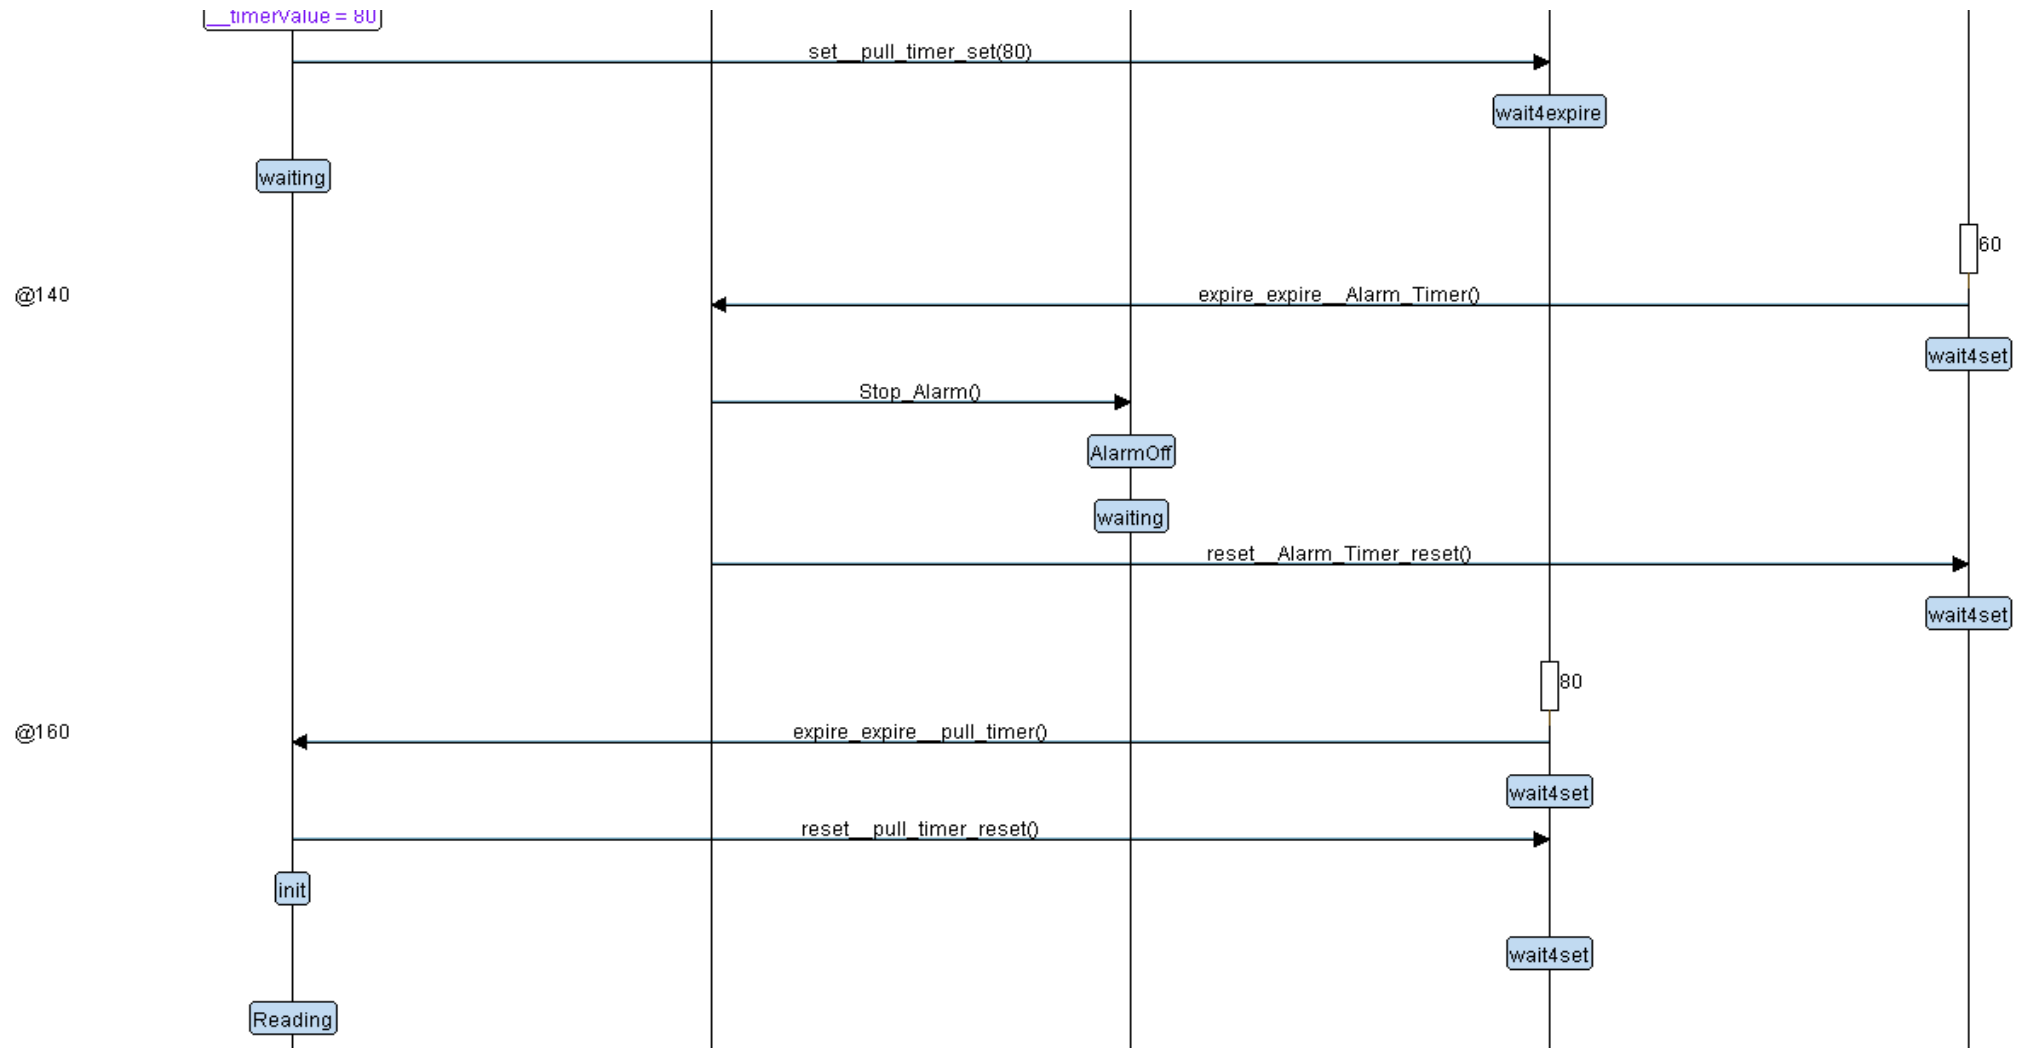 __timerValue = 80
set__pull_timer_set(80)
wait4expire
waiting
60
@140
expire_expire__Alarm_Timer()
wait4set
Stop_Alarm()
AlarmOff
waiting
reset__Alarm_Timer_reset()
wait4set
80
@160
expire_expire__pull_timer()
wait4set
reset__pull_timer_reset()
init
wait4set
Reading